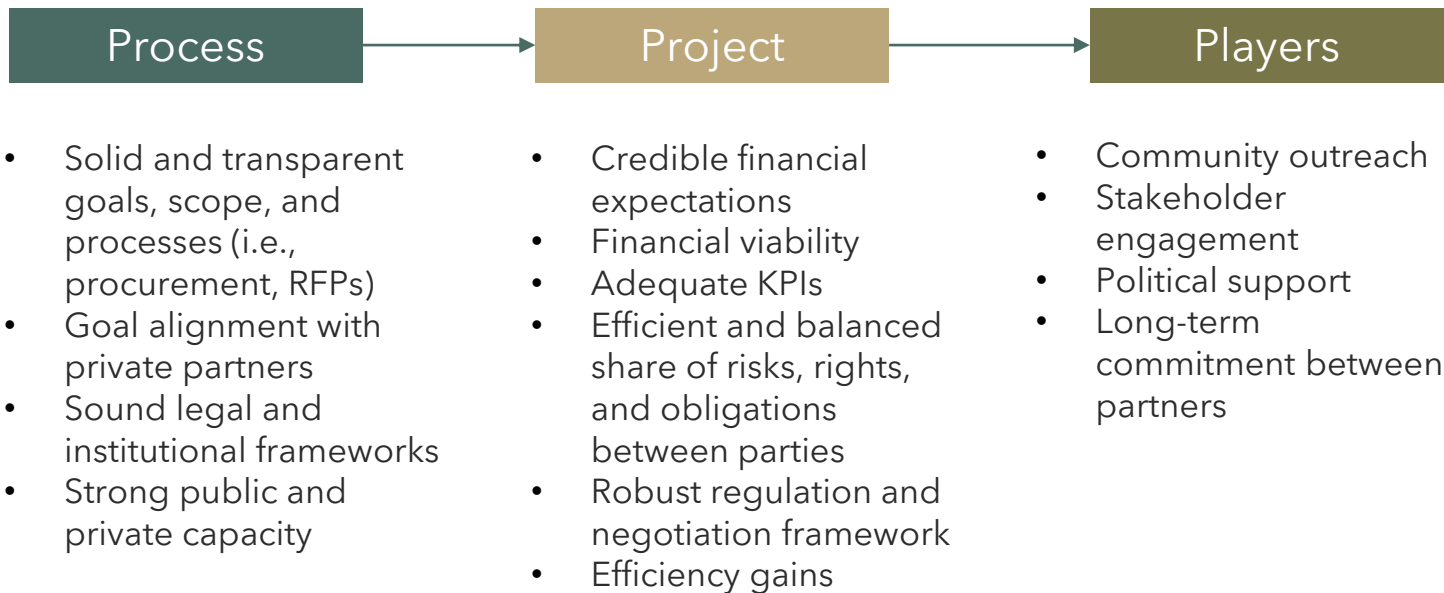 Process
Project
Players
• Solid and transparent
goals, scope, and
processes (i.e.,
procurement, RFPs)
• Goal alignment with
private partners
• Sound legal and
institutional frameworks
• Strong public and
private capacity
• Credible financial
expectations
• Financial viability
• Adequate KPIs
• Efficient and balanced
share of risks, rights,
and obligations
between parties
• Robust regulation and
negotiation framework
• Efficiency gains
• Community outreach
• Stakeholder
engagement
• Political support
• Long-term
commitment between
partners